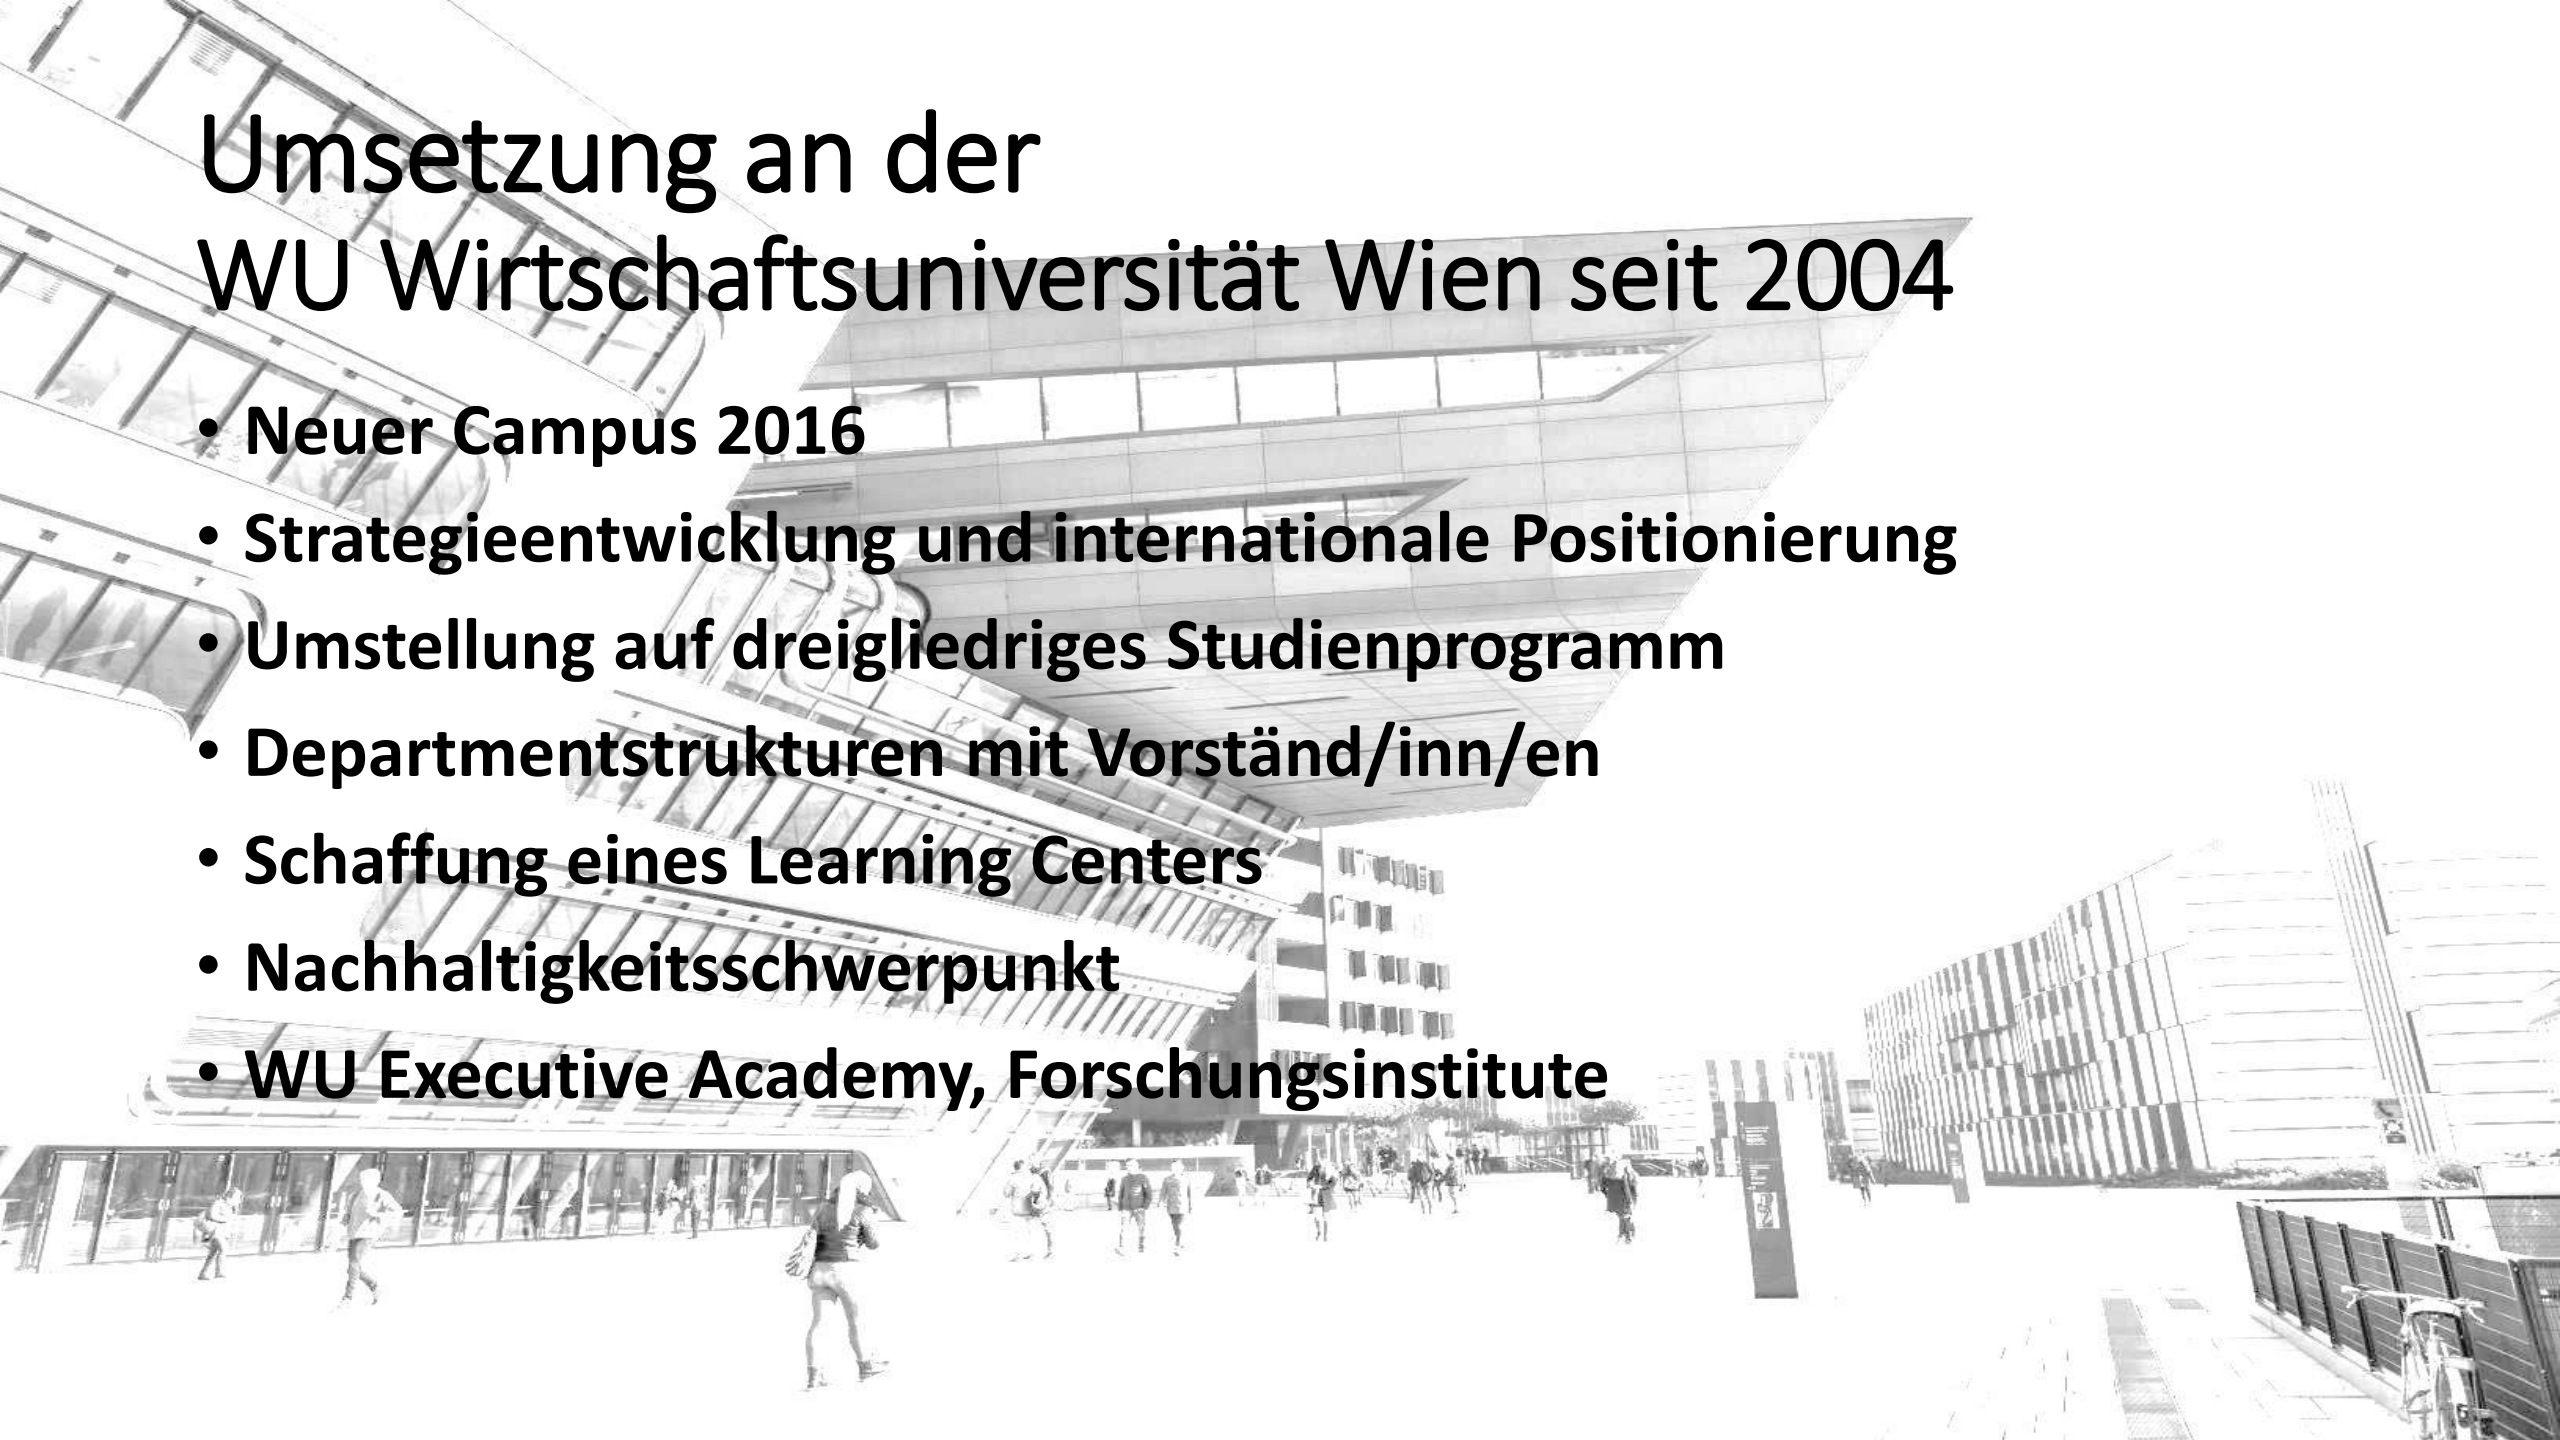 Umsetzung an der
WU Wirtschaftsuniversität Wien seit 2004
• Neuer Campus 2016
• Strategieentwicklung und internationale Positionierung
• Umstellung auf dreigliedriges Studienprogramm
• Departmentstrukturen mit Vorständ/inn/en
• Schaffung eines Learning Centers
• Nachhaltigkeitsschwerpunkt
• WU Executive Academy, Forschungsinstitute